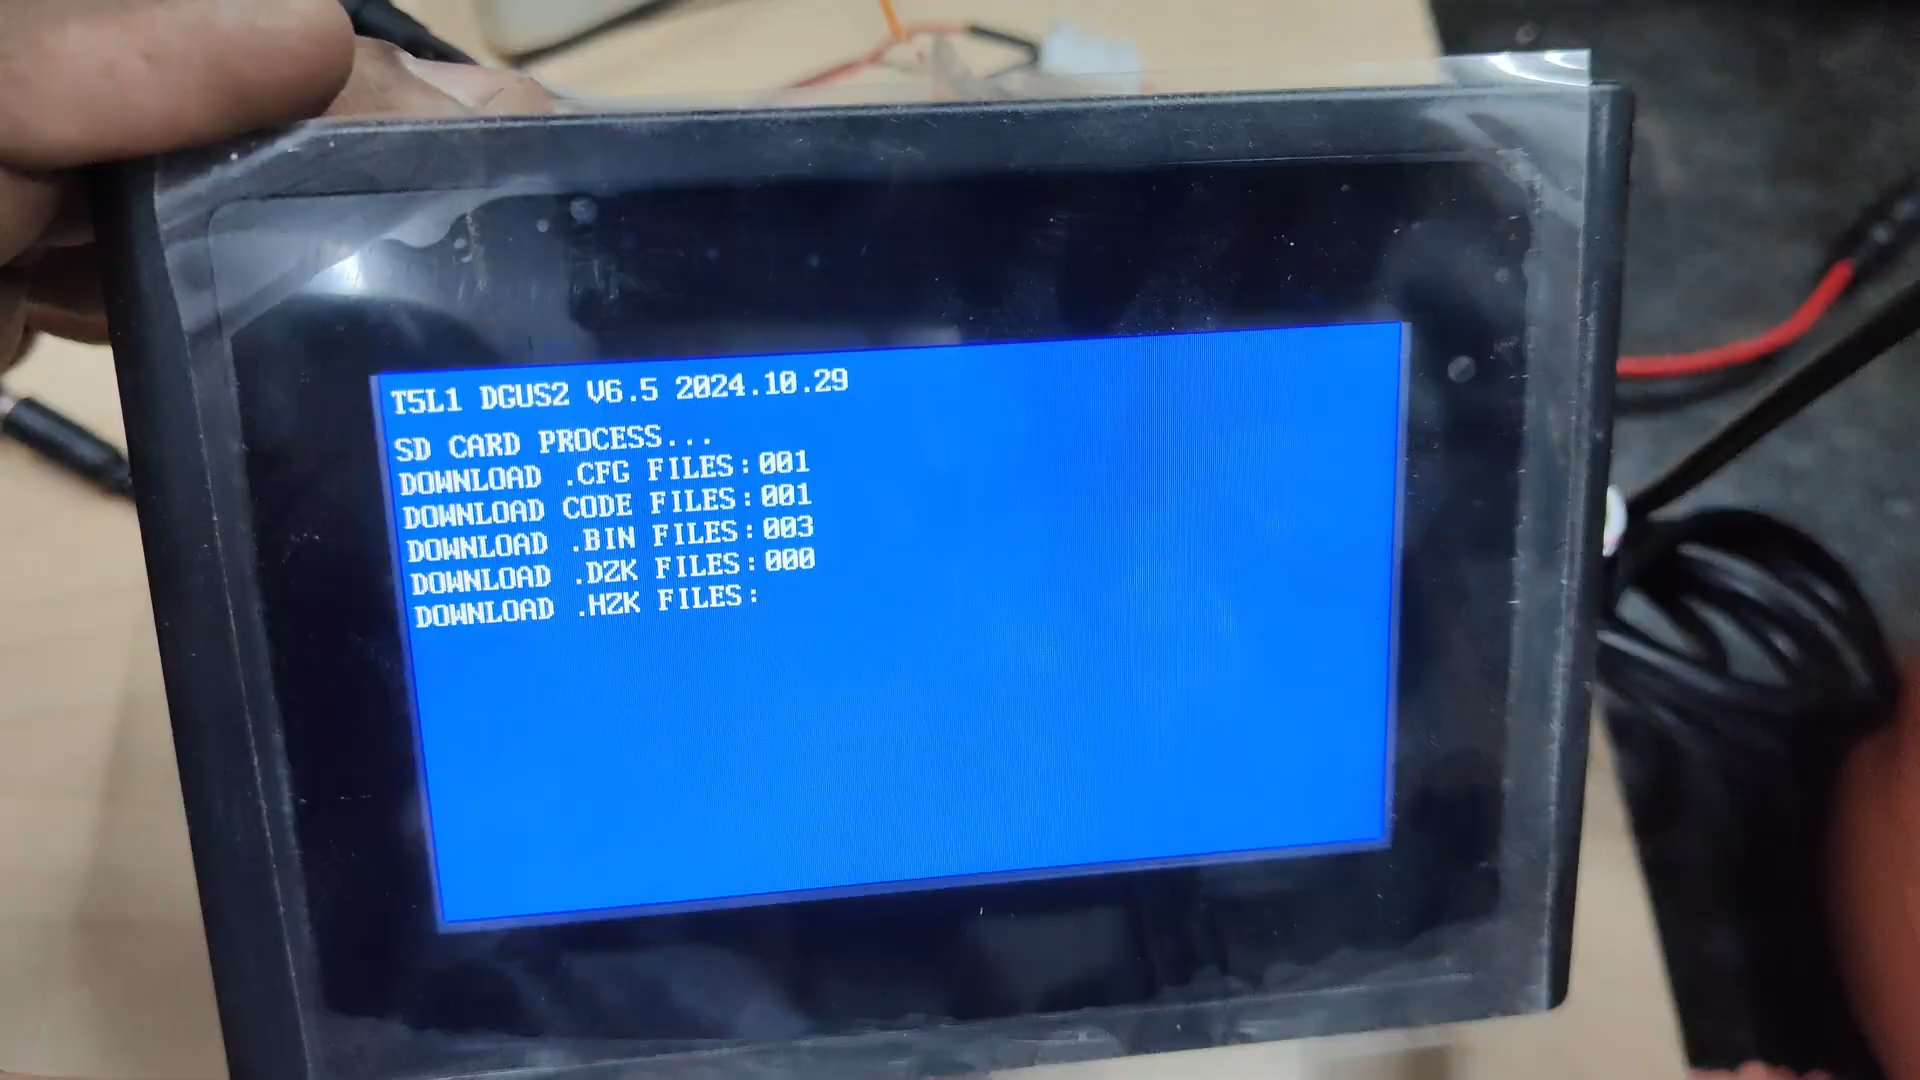 T5L1 DGUS2 V6.5 2024.10.29
SD CARD PROCESS...
DOWNLOAD .CFG FILES:001
DOWNLOAD CODE FILES:001
DOWNLOAD .BIN FILES:003
DOWNLOAD .DZK FILES:000
DOWNLOAD .HZK FILES: